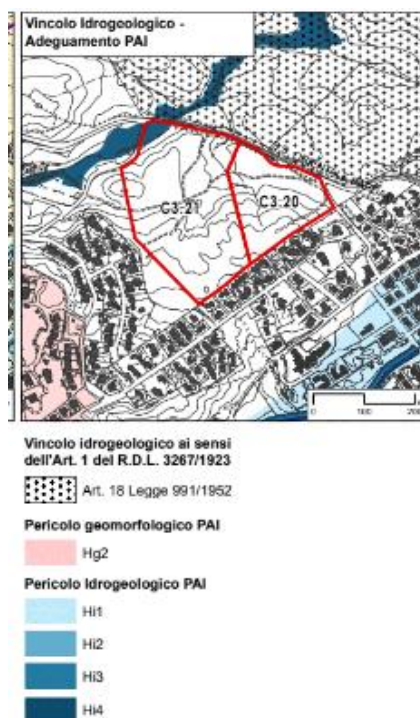 Vincolo Idrogeologico -
Adeguamento PAI
C3.21
C3.20
0 100 200
Vincolo idrogeologico ai sensi
dell'Art. 1 del R.D.L. 3267/1923
Art. 18 Legge 991/1952
Pericolo geomorfologico PAI
Hg2
Pericolo Idrogeologico PAI
Hi1
Hi2
Hi3
Hi4